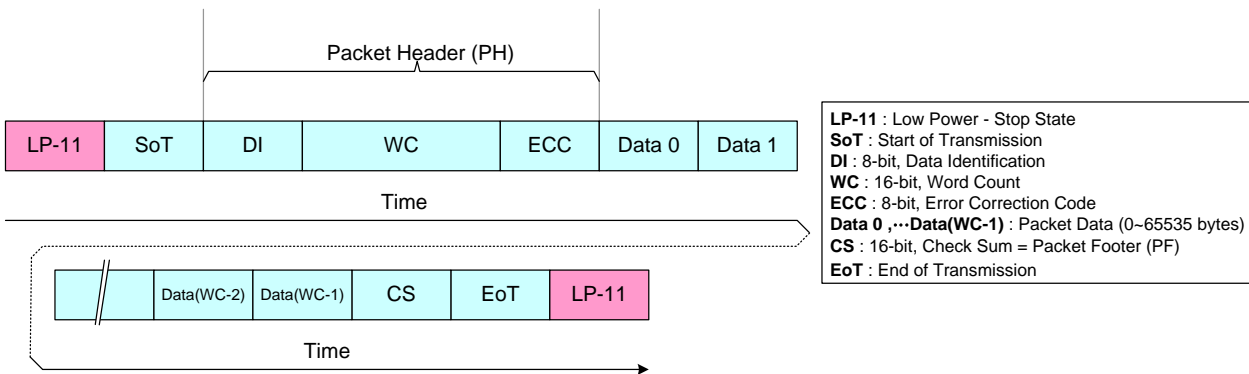 Packet Header (PH)
LP-11 SoT DI WC ECC Data 0 Data 1
Time
Data(WC-2) Data(WC-1) CS EoT LP-11
Time
LP-11 : Low Power - Stop State
SoT : Start of Transmission
DI : 8-bit, Data Identification
WC : 16-bit, Word Count
ECC : 8-bit, Error Correction Code
Data 0 ,⋯Data(WC-1) : Packet Data (0~65535 bytes)
CS : 16-bit, Check Sum = Packet Footer (PF)
EoT : End of Transmission